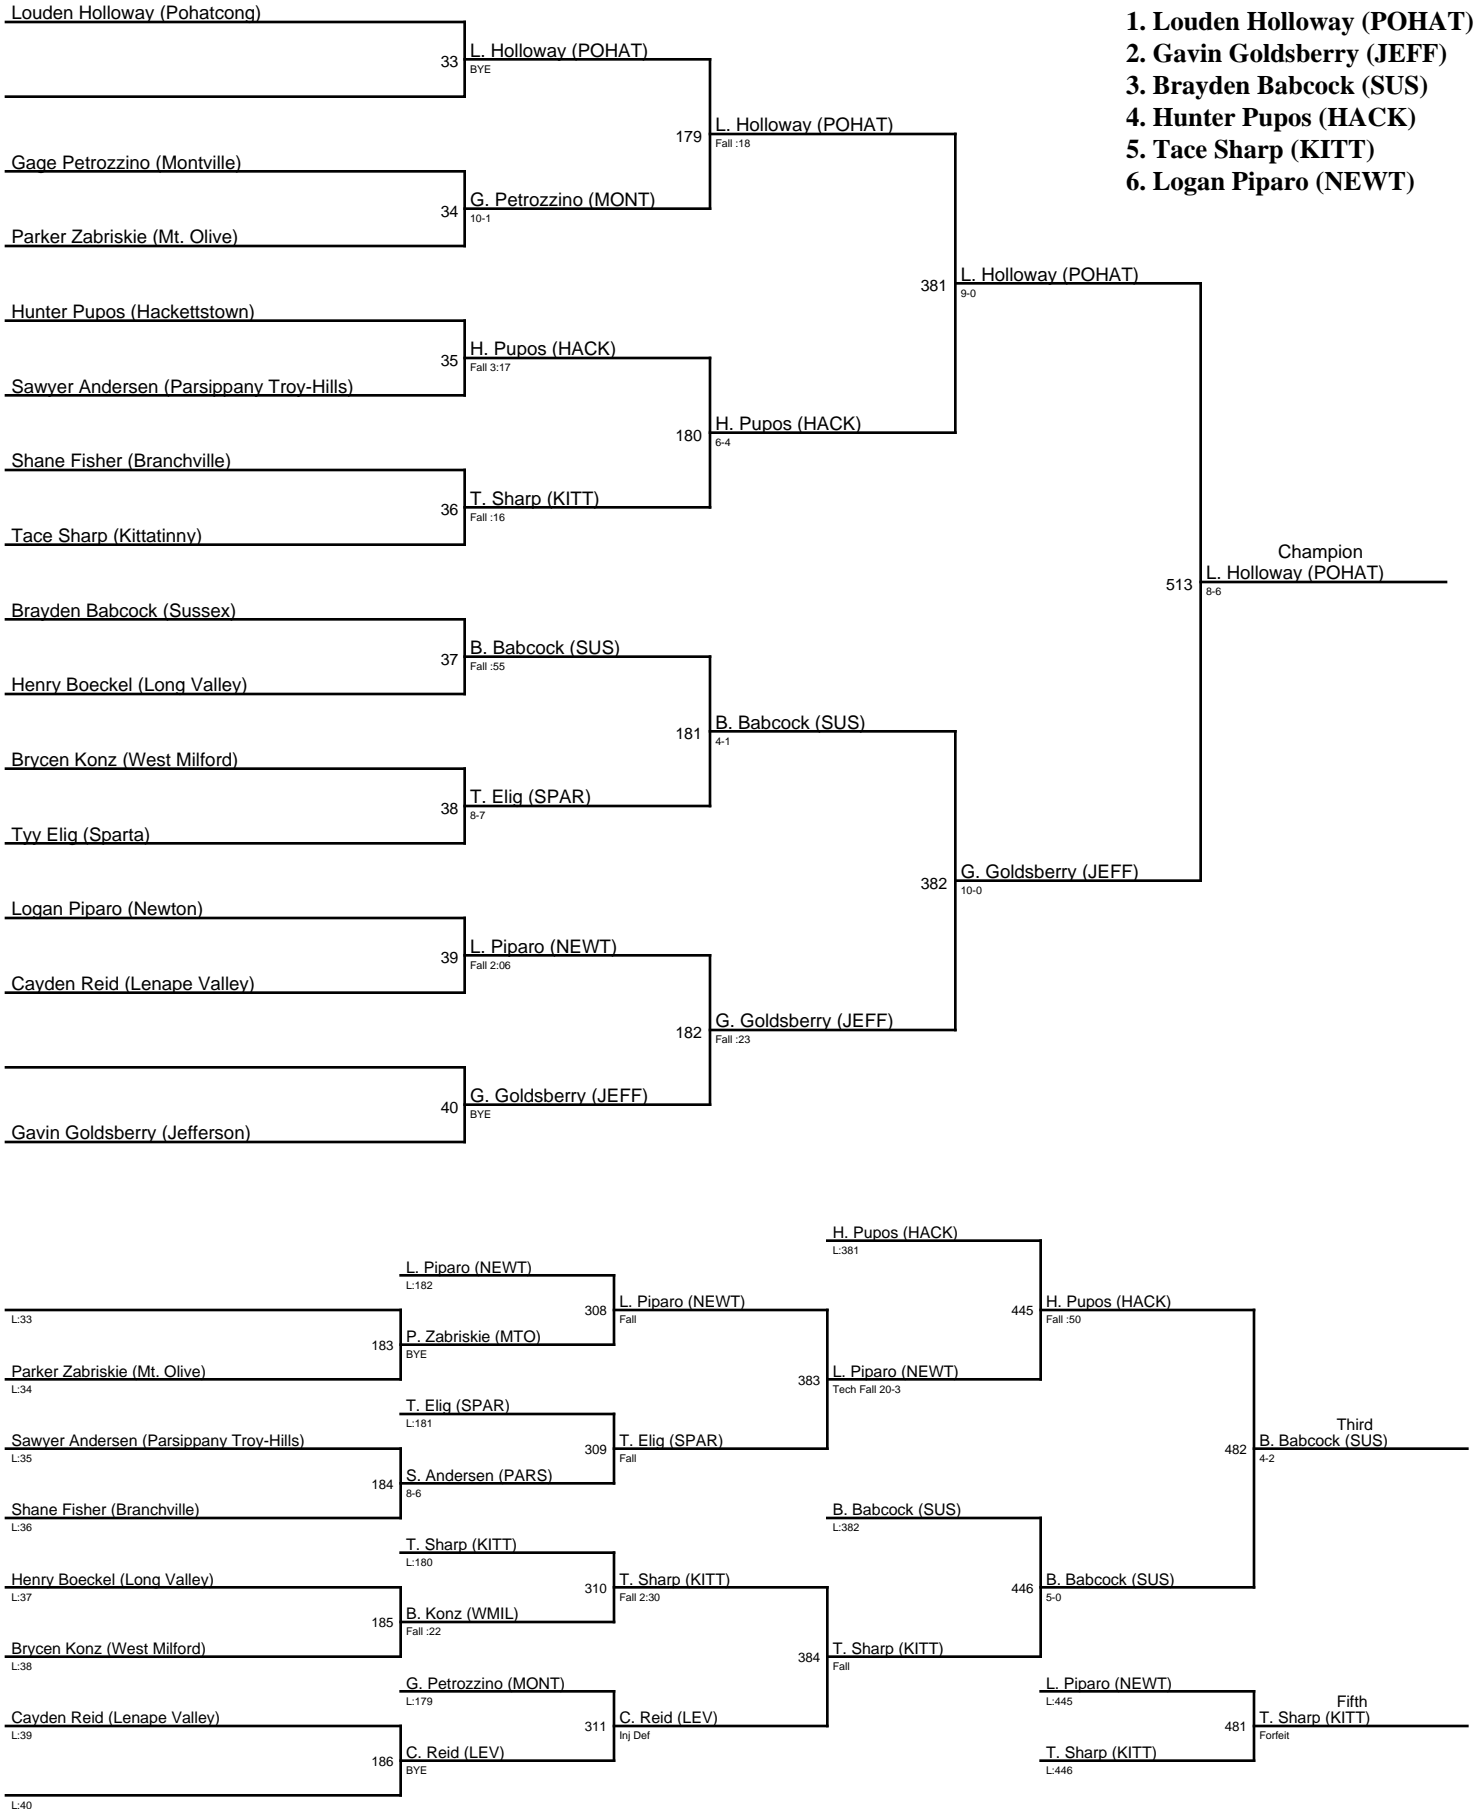 Louden Holloway (Pohatcong)
33
L. Holloway (POHAT)
BYE
179
L. Holloway (POHAT)
Fall :18
Gage Petrozzino (Montville)
34
G. Petrozzino (MONT)
10-1
Parker Zabriskie (Mt. Olive)
381
L. Holloway (POHAT)
9-0
Hunter Pupos (Hackettstown)
35
H. Pupos (HACK)
Fall 3:17
Sawyer Andersen (Parsippany Troy-Hills)
180
H. Pupos (HACK)
6-4
Shane Fisher (Branchville)
36
T. Sharp (KITT)
Fall :16
Tace Sharp (Kittatinny)
513
Champion
L. Holloway (POHAT)
8-6
Brayden Babcock (Sussex)
37
B. Babcock (SUS)
Fall :55
Henry Boeckel (Long Valley)
181
B. Babcock (SUS)
4-1
Brycen Konz (West Milford)
38
T. Elig (SPAR)
8-7
Tyy Elig (Sparta)
382
G. Goldsberry (JEFF)
10-0
Logan Piparo (Newton)
39
L. Piparo (NEWT)
Fall 2:06
Cayden Reid (Lenape Valley)
182
G. Goldsberry (JEFF)
Fall :23
40
G. Goldsberry (JEFF)
BYE
Gavin Goldsberry (Jefferson)
1. Louden Holloway (POHAT)
2. Gavin Goldsberry (JEFF)
3. Brayden Babcock (SUS)
4. Hunter Pupos (HACK)
5. Tace Sharp (KITT)
6. Logan Piparo (NEWT)
H. Pupos (HACK)
L:381
L. Piparo (NEWT)
L:182
308
L. Piparo (NEWT)
Fall
445
H. Pupos (HACK)
Fall :50
L:33
183
P. Zabriskie (MTO)
BYE
Parker Zabriskie (Mt. Olive)
L:34
383
L. Piparo (NEWT)
Tech Fall 20-3
T. Elig (SPAR)
L:181
Sawyer Andersen (Parsippany Troy-Hills)
L:35
309
T. Elig (SPAR)
Fall
482
Third
B. Babcock (SUS)
4-2
184
S. Andersen (PARS)
8-6
Shane Fisher (Branchville)
L:36
B. Babcock (SUS)
L:382
T. Sharp (KITT)
L:180
Henry Boeckel (Long Valley)
L:37
310
T. Sharp (KITT)
Fall 2:30
446
B. Babcock (SUS)
5-0
185
B. Konz (WMIL)
Fall :22
Brycen Konz (West Milford)
L:38
384
T. Sharp (KITT)
Fall
G. Petrozzino (MONT)
L:179
L. Piparo (NEWT)
L:445
Cayden Reid (Lenape Valley)
L:39
311
C. Reid (LEV)
Inj Def
481
Fifth
T. Sharp (KITT)
Forfeit
186
C. Reid (LEV)
BYE
T. Sharp (KITT)
L:446
L:40